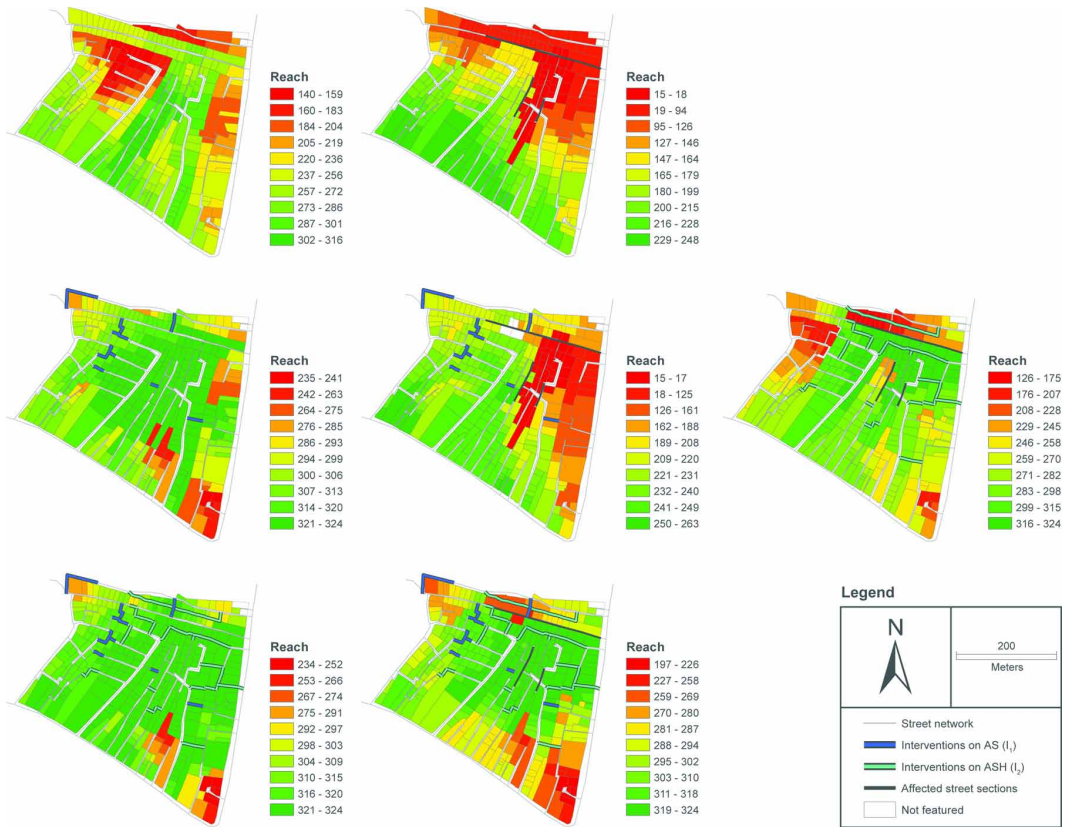 Reach
140 - 159
160 - 183
184 - 204
205 - 219
220 - 236
237 - 256
257 - 272
273 - 286
287 - 301
302 - 316
Reach
15 - 18
19 - 94
95 - 126
127 - 146
147 - 164
165 - 179
180 - 199
200 - 215
216 - 228
229 - 248
Reach
235 - 241
242 - 263
264 - 275
276 - 285
286 - 293
294 - 299
300 - 306
307 - 313
314 - 320
321 - 324
Reach
15 - 17
18 - 125
126 - 161
162 - 188
189 - 208
209 - 220
221 - 231
232 - 240
241 - 249
250 - 263
Reach
126 - 175
176 - 207
208 - 228
229 - 245
246 - 258
259 - 270
271 - 282
283 - 298
299 - 315
316 - 324
Reach
234 - 252
253 - 266
267 - 274
275 - 291
292 - 297
298 - 303
304 - 309
310 - 315
316 - 320
321 - 324
Reach
197 - 226
227 - 258
259 - 269
270 - 280
281 - 287
288 - 294
295 - 302
303 - 310
311 - 318
319 - 324
Legend
N
200
Meters
Street network
Interventions on AS (I₁)
Interventions on ASH (I₂)
Affected street sections
Not featured